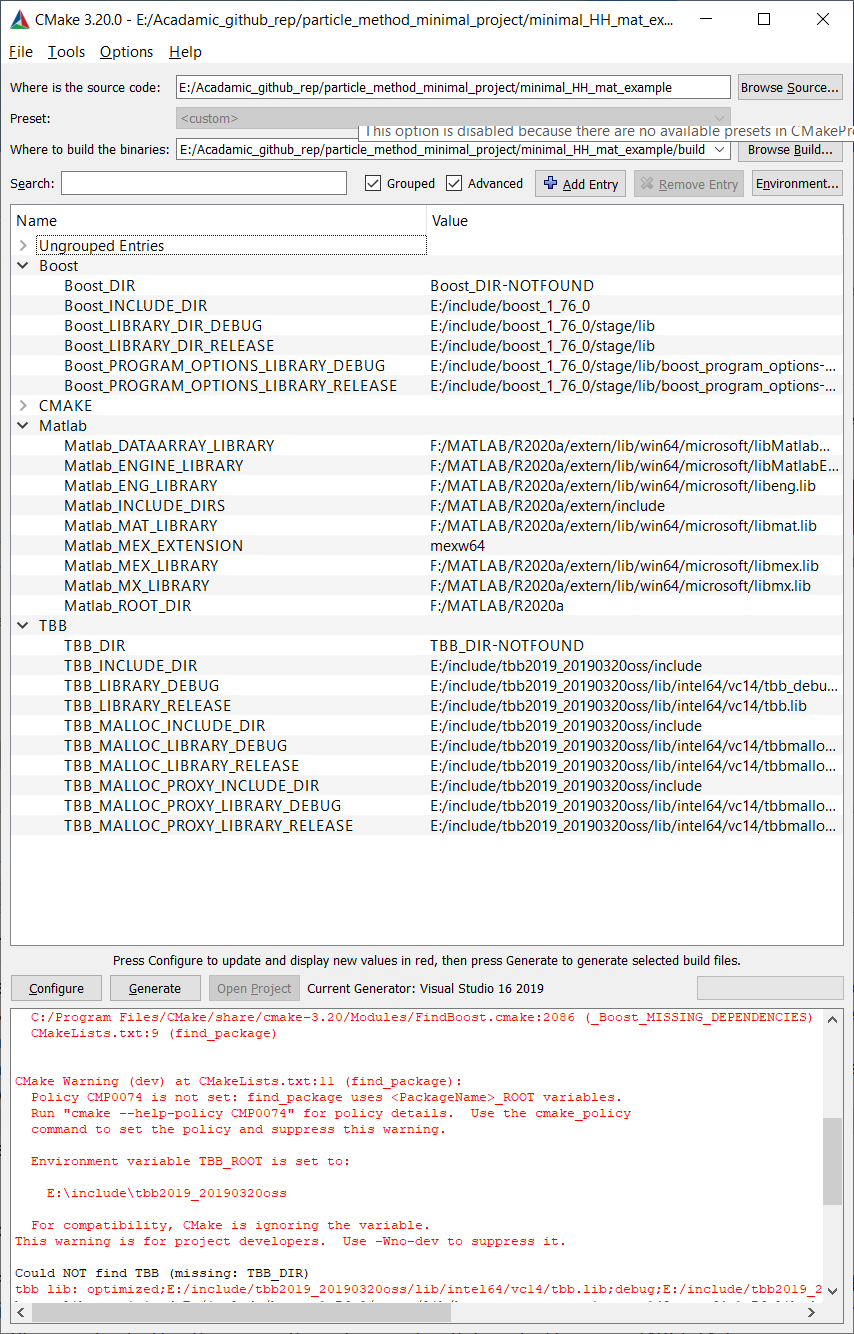 CMake 3.20.0 - E:/Acadamic_github_rep/particle_method_minimal_project/minimal_HH_mat_ex...
File Tools Options Help
Where is the source code: E:/Acadamic_github_rep/particle_method_minimal_project/minimal_HH_mat_example Browse Source...
Preset: <custom>
This option is disabled because there are no available presets in CMakePre
Where to build the binaries: E:/Acadamic_github_rep/particle_method_minimal_project/minimal_HH_mat_example/build Browse Build...
Search: Grouped Advanced Add Entry Remove Entry Environment...
Name Value
Ungrouped Entries
Boost
Boost_DIR Boost_DIR-NOTFOUND
Boost_INCLUDE_DIR E:/include/boost_1_76_0
Boost_LIBRARY_DIR_DEBUG E:/include/boost_1_76_0/stage/lib
Boost_LIBRARY_DIR_RELEASE E:/include/boost_1_76_0/stage/lib
Boost_PROGRAM_OPTIONS_LIBRARY_DEBUG E:/include/boost_1_76_0/stage/lib/boost_program_options-...
Boost_PROGRAM_OPTIONS_LIBRARY_RELEASE E:/include/boost_1_76_0/stage/lib/boost_program_options-...
CMAKE
Matlab
Matlab_DATAARRAY_LIBRARY F:/MATLAB/R2020a/extern/lib/win64/microsoft/libMatlab...
Matlab_ENGINE_LIBRARY F:/MATLAB/R2020a/extern/lib/win64/microsoft/libMatlabE...
Matlab_ENG_LIBRARY F:/MATLAB/R2020a/extern/lib/win64/microsoft/libeng.lib
Matlab_INCLUDE_DIRS F:/MATLAB/R2020a/extern/include
Matlab_MAT_LIBRARY F:/MATLAB/R2020a/extern/lib/win64/microsoft/libmat.lib
Matlab_MEX_EXTENSION mexw64
Matlab_MEX_LIBRARY F:/MATLAB/R2020a/extern/lib/win64/microsoft/libmex.lib
Matlab_MX_LIBRARY F:/MATLAB/R2020a/extern/lib/win64/microsoft/libmx.lib
Matlab_ROOT_DIR F:/MATLAB/R2020a
TBB
TBB_DIR TBB_DIR-NOTFOUND
TBB_INCLUDE_DIR E:/include/tbb2019_20190320oss/include
TBB_LIBRARY_DEBUG E:/include/tbb2019_20190320oss/lib/intel64/vc14/tbb_debu...
TBB_LIBRARY_RELEASE E:/include/tbb2019_20190320oss/lib/intel64/vc14/tbb.lib
TBB_MALLOC_INCLUDE_DIR E:/include/tbb2019_20190320oss/include
TBB_MALLOC_LIBRARY_DEBUG E:/include/tbb2019_20190320oss/lib/intel64/vc14/tbbmallo...
TBB_MALLOC_LIBRARY_RELEASE E:/include/tbb2019_20190320oss/lib/intel64/vc14/tbbmallo...
TBB_MALLOC_PROXY_INCLUDE_DIR E:/include/tbb2019_20190320oss/include
TBB_MALLOC_PROXY_LIBRARY_DEBUG E:/include/tbb2019_20190320oss/lib/intel64/vc14/tbbmallo...
TBB_MALLOC_PROXY_LIBRARY_RELEASE E:/include/tbb2019_20190320oss/lib/intel64/vc14/tbbmallo...
Press Configure to update and display new values in red, then press Generate to generate selected build files.
Configure Generate Open Project Current Generator: Visual Studio 16 2019
C:/Program Files/CMake/share/cmake-3.20/Modules/FindBoost.cmake:2086 (_Boost_MISSING_DEPENDENCIES)
CMakeLists.txt:9 (find_package)
CMake Warning (dev) at CMakeLists.txt:11 (find_package):
Policy CMP0074 is not set: find_package uses <PackageName>_ROOT variables.
Run "cmake --help-policy CMP0074" for policy details. Use the cmake_policy
command to set the policy and suppress this warning.
Environment variable TBB_ROOT is set to:
E:\include\tbb2019_20190320oss
For compatibility, CMake is ignoring the variable.
This warning is for project developers. Use -Wno-dev to suppress it.
Could NOT find TBB (missing: TBB_DIR)
tbb lib: optimized;E:/include/tbb2019_20190320oss/lib/intel64/vc14/tbb.lib;debug;E:/include/tbb2019_2